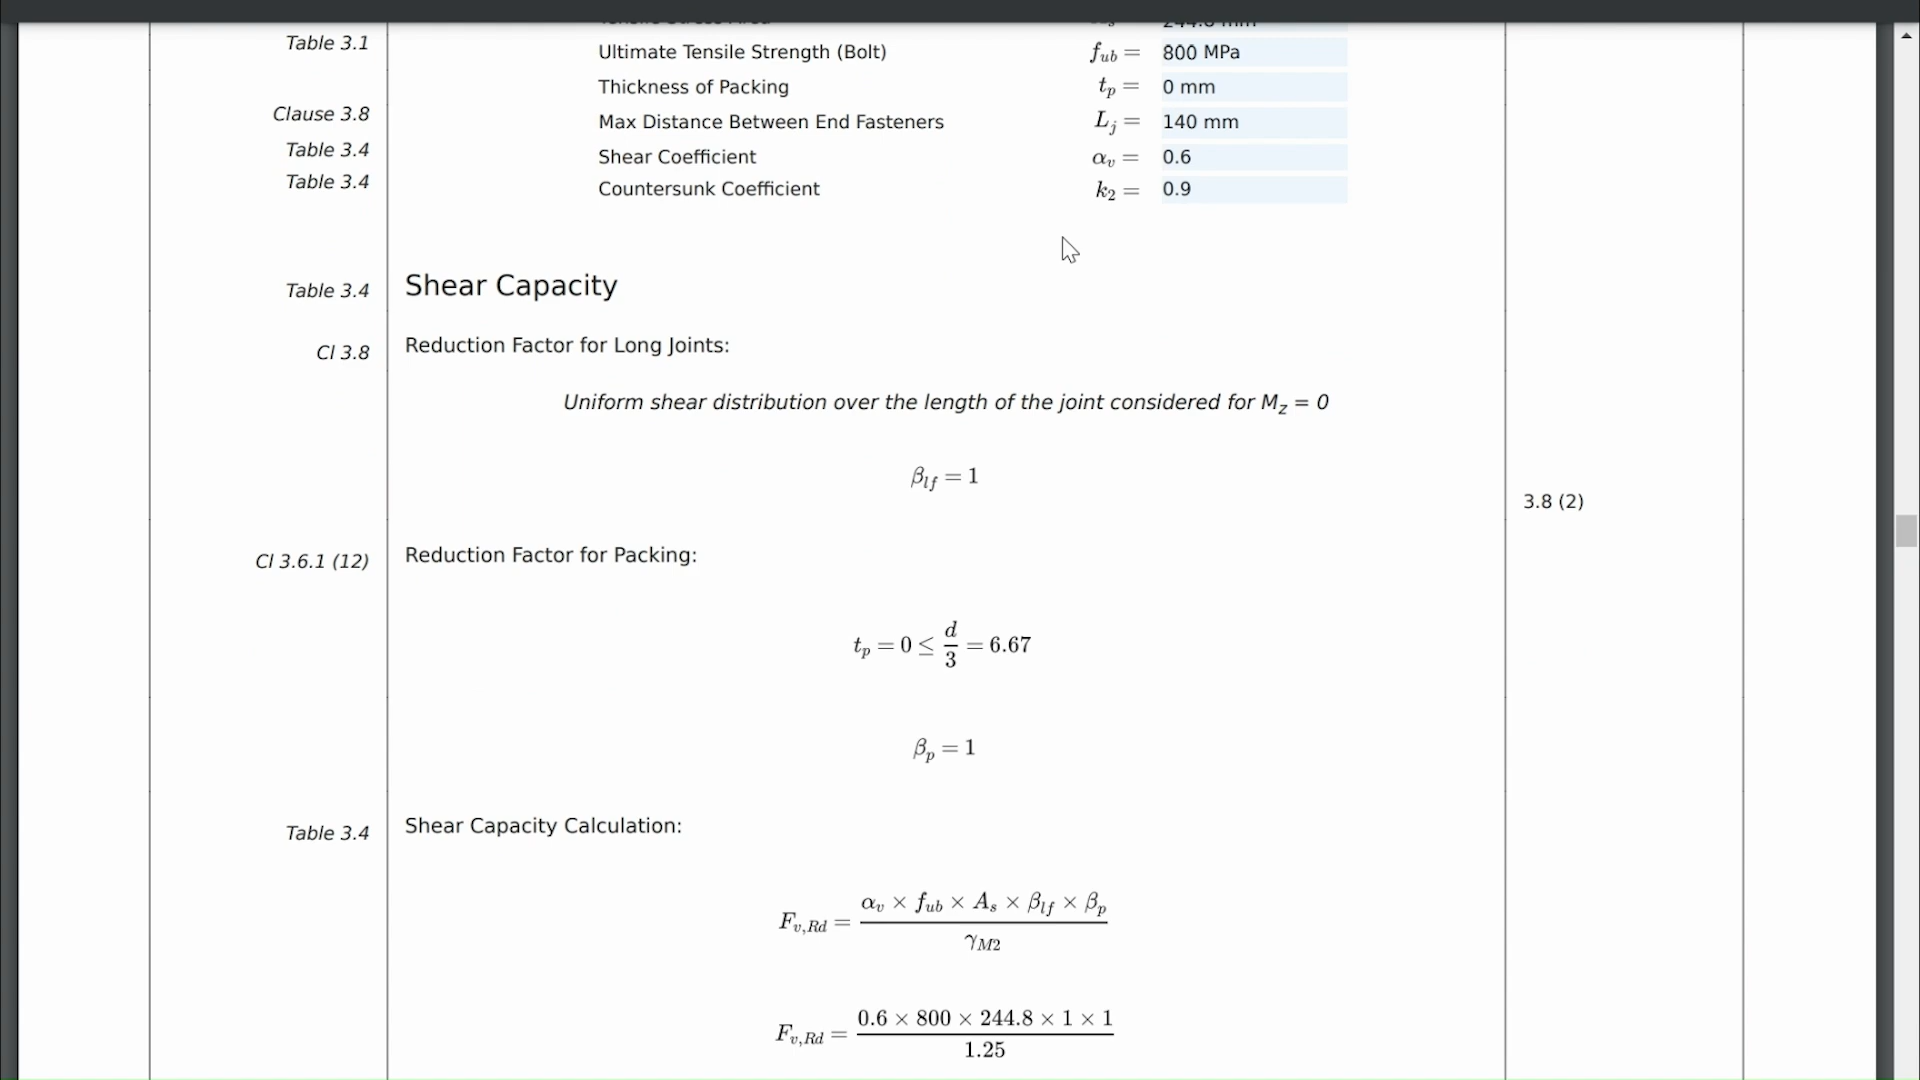 Table 3.1
Ultimate Tensile Strength (Bolt) f_ub = 800 MPa
Thickness of Packing t_p = 0 mm
Clause 3.8
Max Distance Between End Fasteners L_j = 140 mm
Table 3.4
Shear Coefficient α_v = 0.6
Table 3.4
Countersunk Coefficient k_2 = 0.9
Table 3.4
Shear Capacity
Cl 3.8
Reduction Factor for Long Joints:
Uniform shear distribution over the length of the joint considered for M_z = 0
β_lf = 1
3.8 (2)
Cl 3.6.1 (12)
Reduction Factor for Packing:
t_p = 0 ≤ d/3 = 6.67
β_p = 1
Table 3.4
Shear Capacity Calculation:
F_v,Rd = α_v × f_ub × A_s × β_lf × β_p / γ_M2
F_v,Rd = 0.6 × 800 × 244.8 × 1 × 1 / 1.25